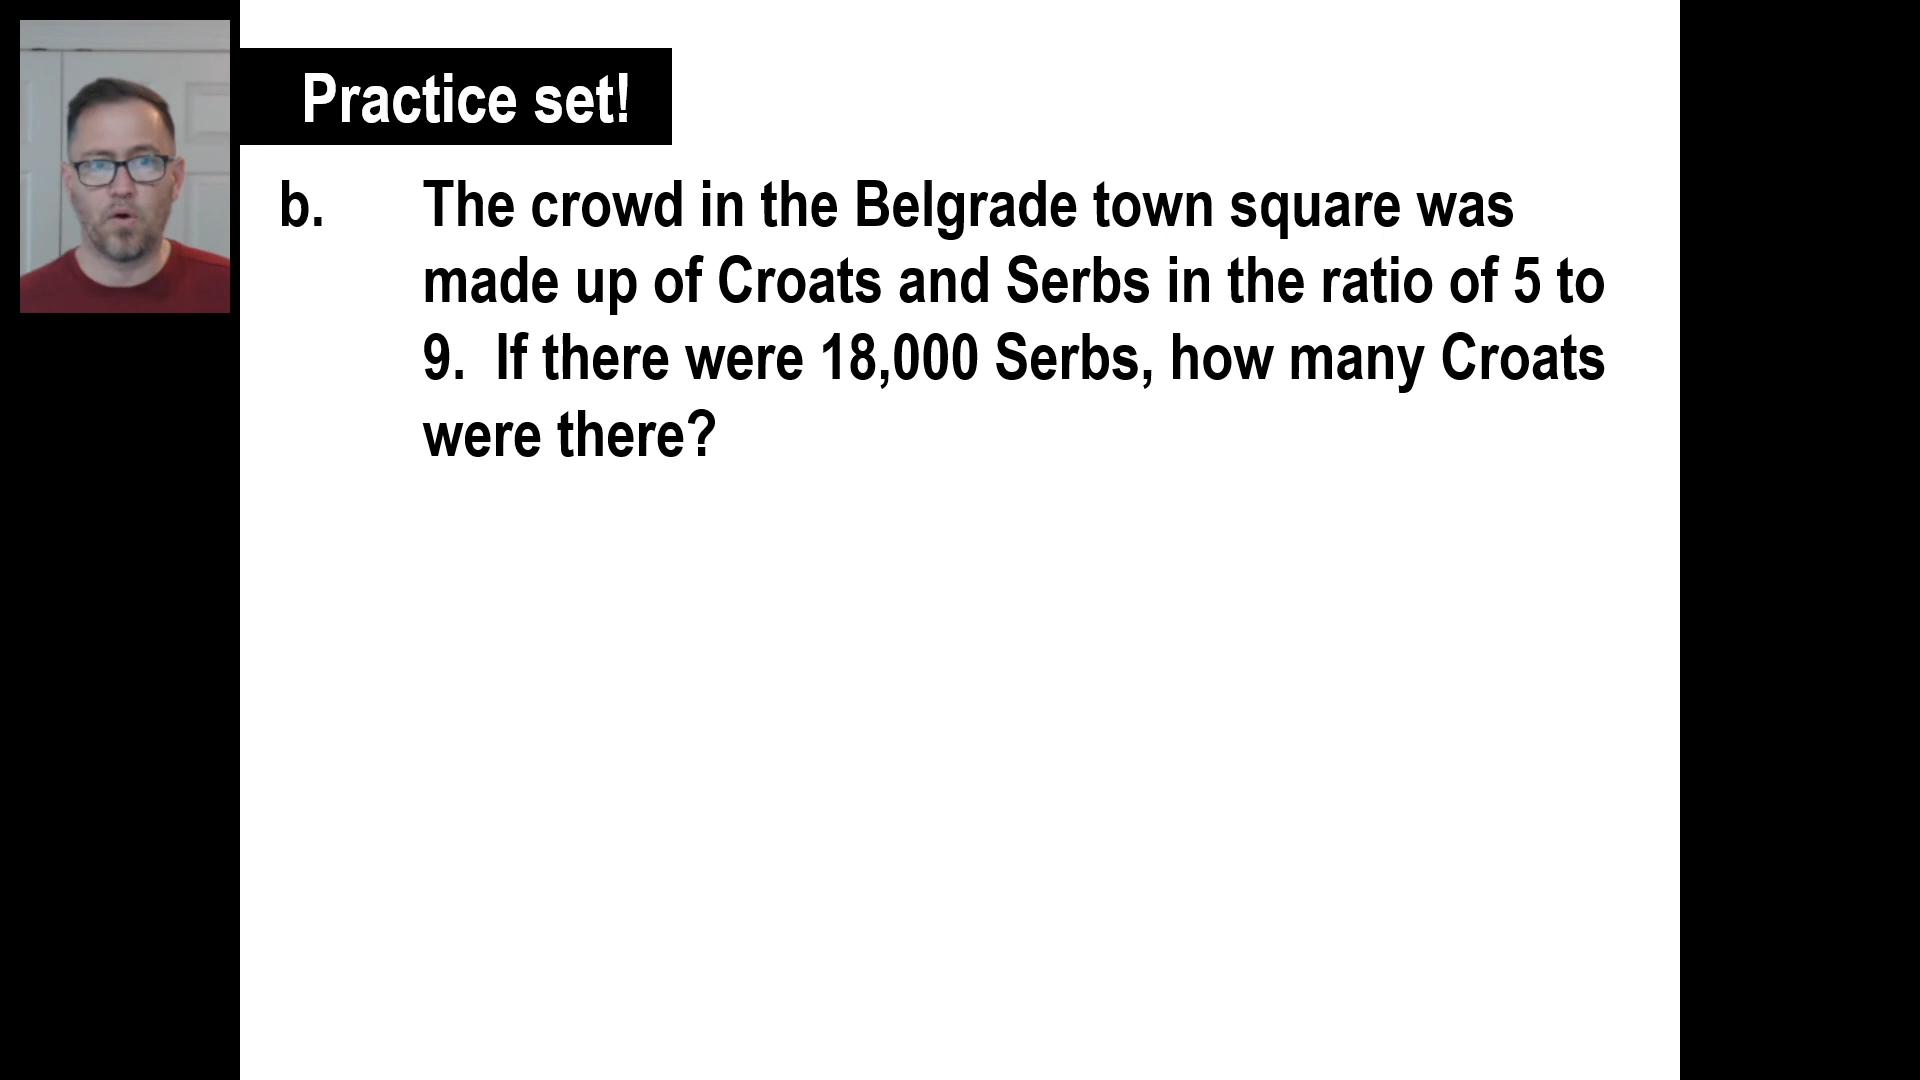 Practice set!
b. The crowd in the Belgrade town square was
made up of Croats and Serbs in the ratio of 5 to
9. If there were 18,000 Serbs, how many Croats
were there?